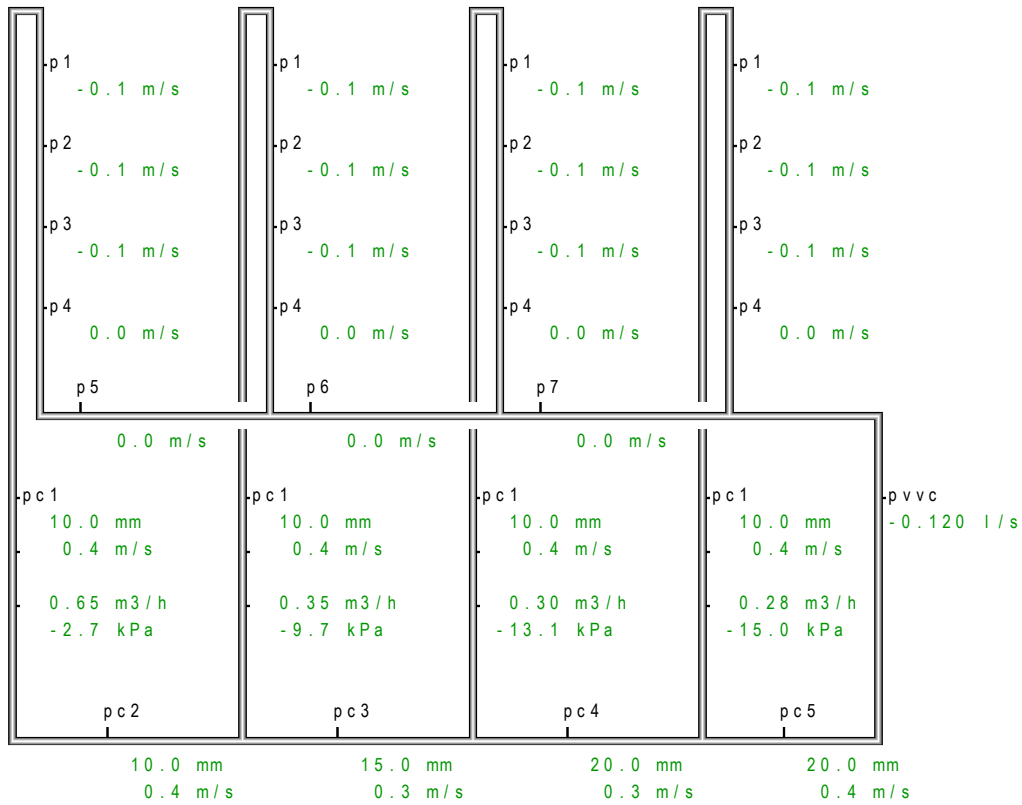 p1 p1 p1 p1
-0.1 m/s -0.1 m/s -0.1 m/s -0.1 m/s
p2 p2 p2 p2
-0.1 m/s -0.1 m/s -0.1 m/s -0.1 m/s
p3 p3 p3 p3
-0.1 m/s -0.1 m/s -0.1 m/s -0.1 m/s
p4 p4 p4 p4
0.0 m/s 0.0 m/s 0.0 m/s 0.0 m/s
p5 p6 p7
0.0 m/s 0.0 m/s 0.0 m/s
pc1 pc1 pc1 pc1 pvvc
10.0 mm 10.0 mm 10.0 mm 10.0 mm -0.120 l/s
0.4 m/s 0.4 m/s 0.4 m/s 0.4 m/s
0.65 m3/h 0.35 m3/h 0.30 m3/h 0.28 m3/h
-2.7 kPa -9.7 kPa -13.1 kPa -15.0 kPa
pc2 pc3 pc4 pc5
10.0 mm 15.0 mm 20.0 mm 20.0 mm
0.4 m/s 0.3 m/s 0.3 m/s 0.4 m/s